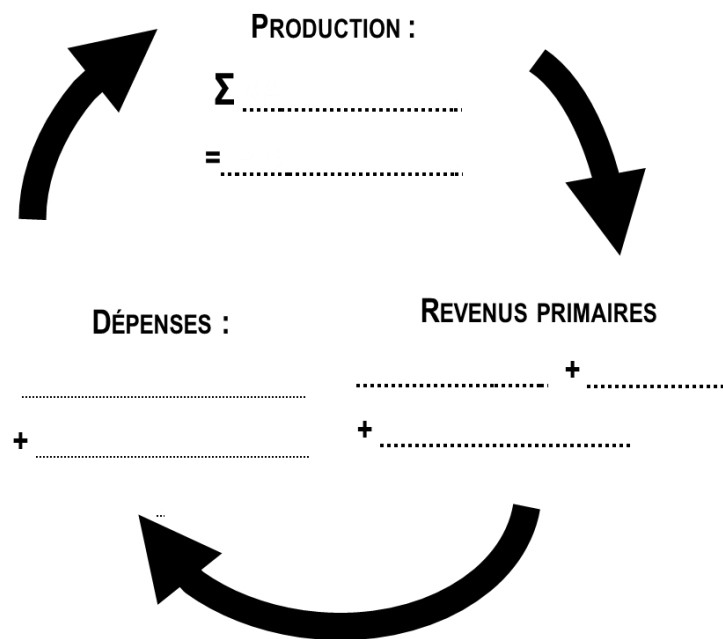 PRODUCTION :
Σ ........................................
= ........................................
DÉPENSES :
........................................
+ ........................................
REVENUS PRIMAIRES
.............................. + ....................
+ ........................................